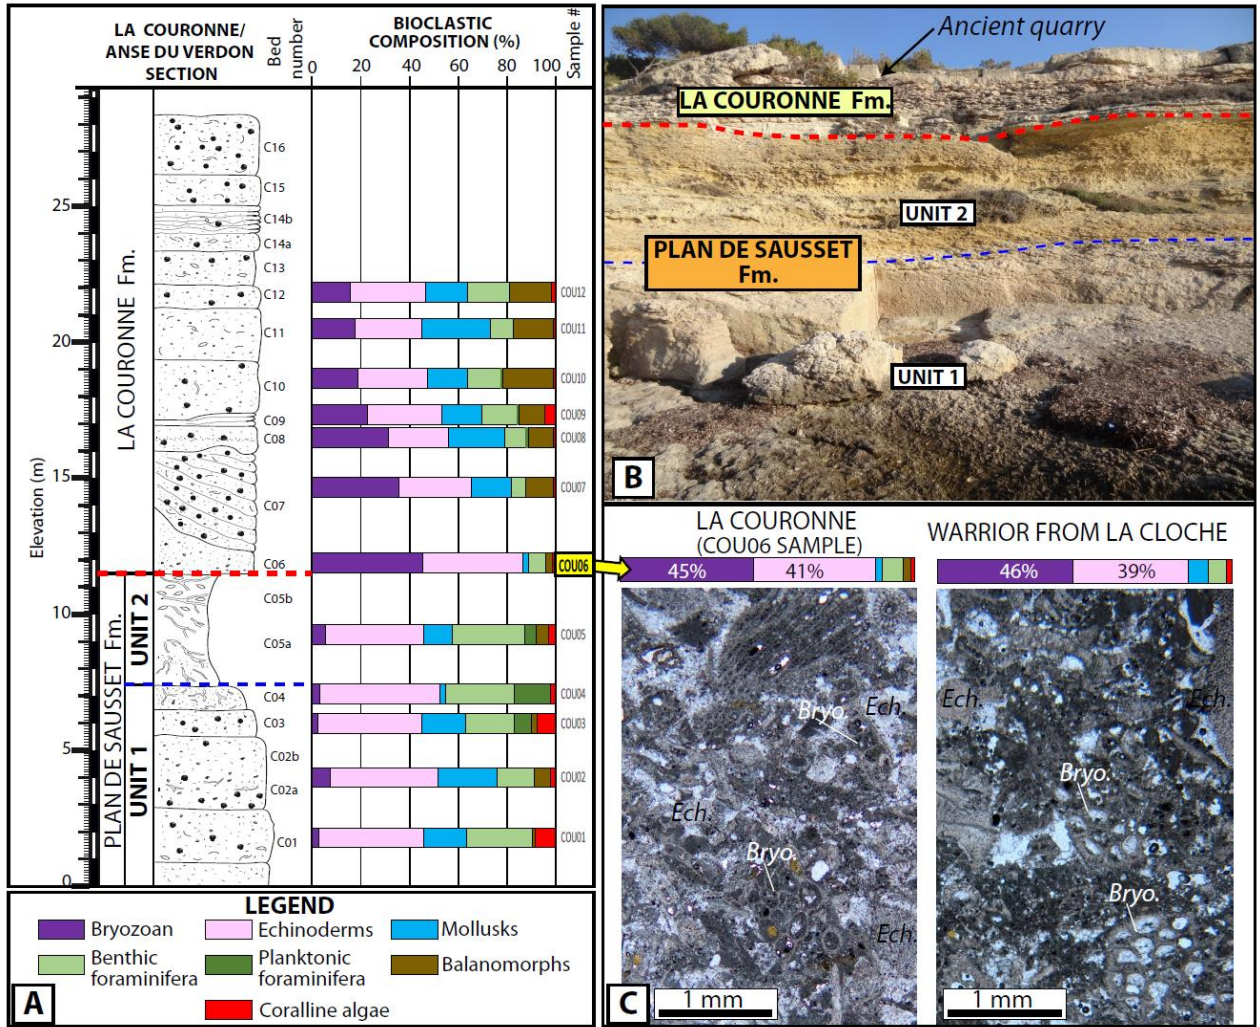 LA COURONNE/
ANSE DU VERDON
SECTION
Bed
number
BIOCLASTIC
COMPOSITION (%)
Sample #
0 20 40 60 80 100
Elevation (m)
25
20
15
10
5
0
LA COURONNE Fm.
PLAN DE SAUSSET Fm.
UNIT 2
UNIT 1
C16
C15
C14b
C14a
C13
C12
C11
C10
C09
C08
C07
C06
C05b
C05a
C04
C03
C02b
C02a
C01
COU12
COU11
COU10
COU09
COU08
COU07
COU06
COU05
COU04
COU03
COU02
COU01
LEGEND
Bryozoan
Echinoderms
Mollusks
Benthic
foraminifera
Planktonic
foraminifera
Balanomorphs
Coralline algae
A
Ancient quarry
LA COURONNE Fm.
UNIT 2
PLAN DE SAUSSET
Fm.
UNIT 1
B
LA COURONNE
(COU06 SAMPLE)
45% 41%
Ech.
Bryo.
Ech.
Bryo.
Ech.
1 mm
WARRIOR FROM LA CLOCHE
46% 39%
Ech.
Ech.
Bryo.
Bryo.
1 mm
C